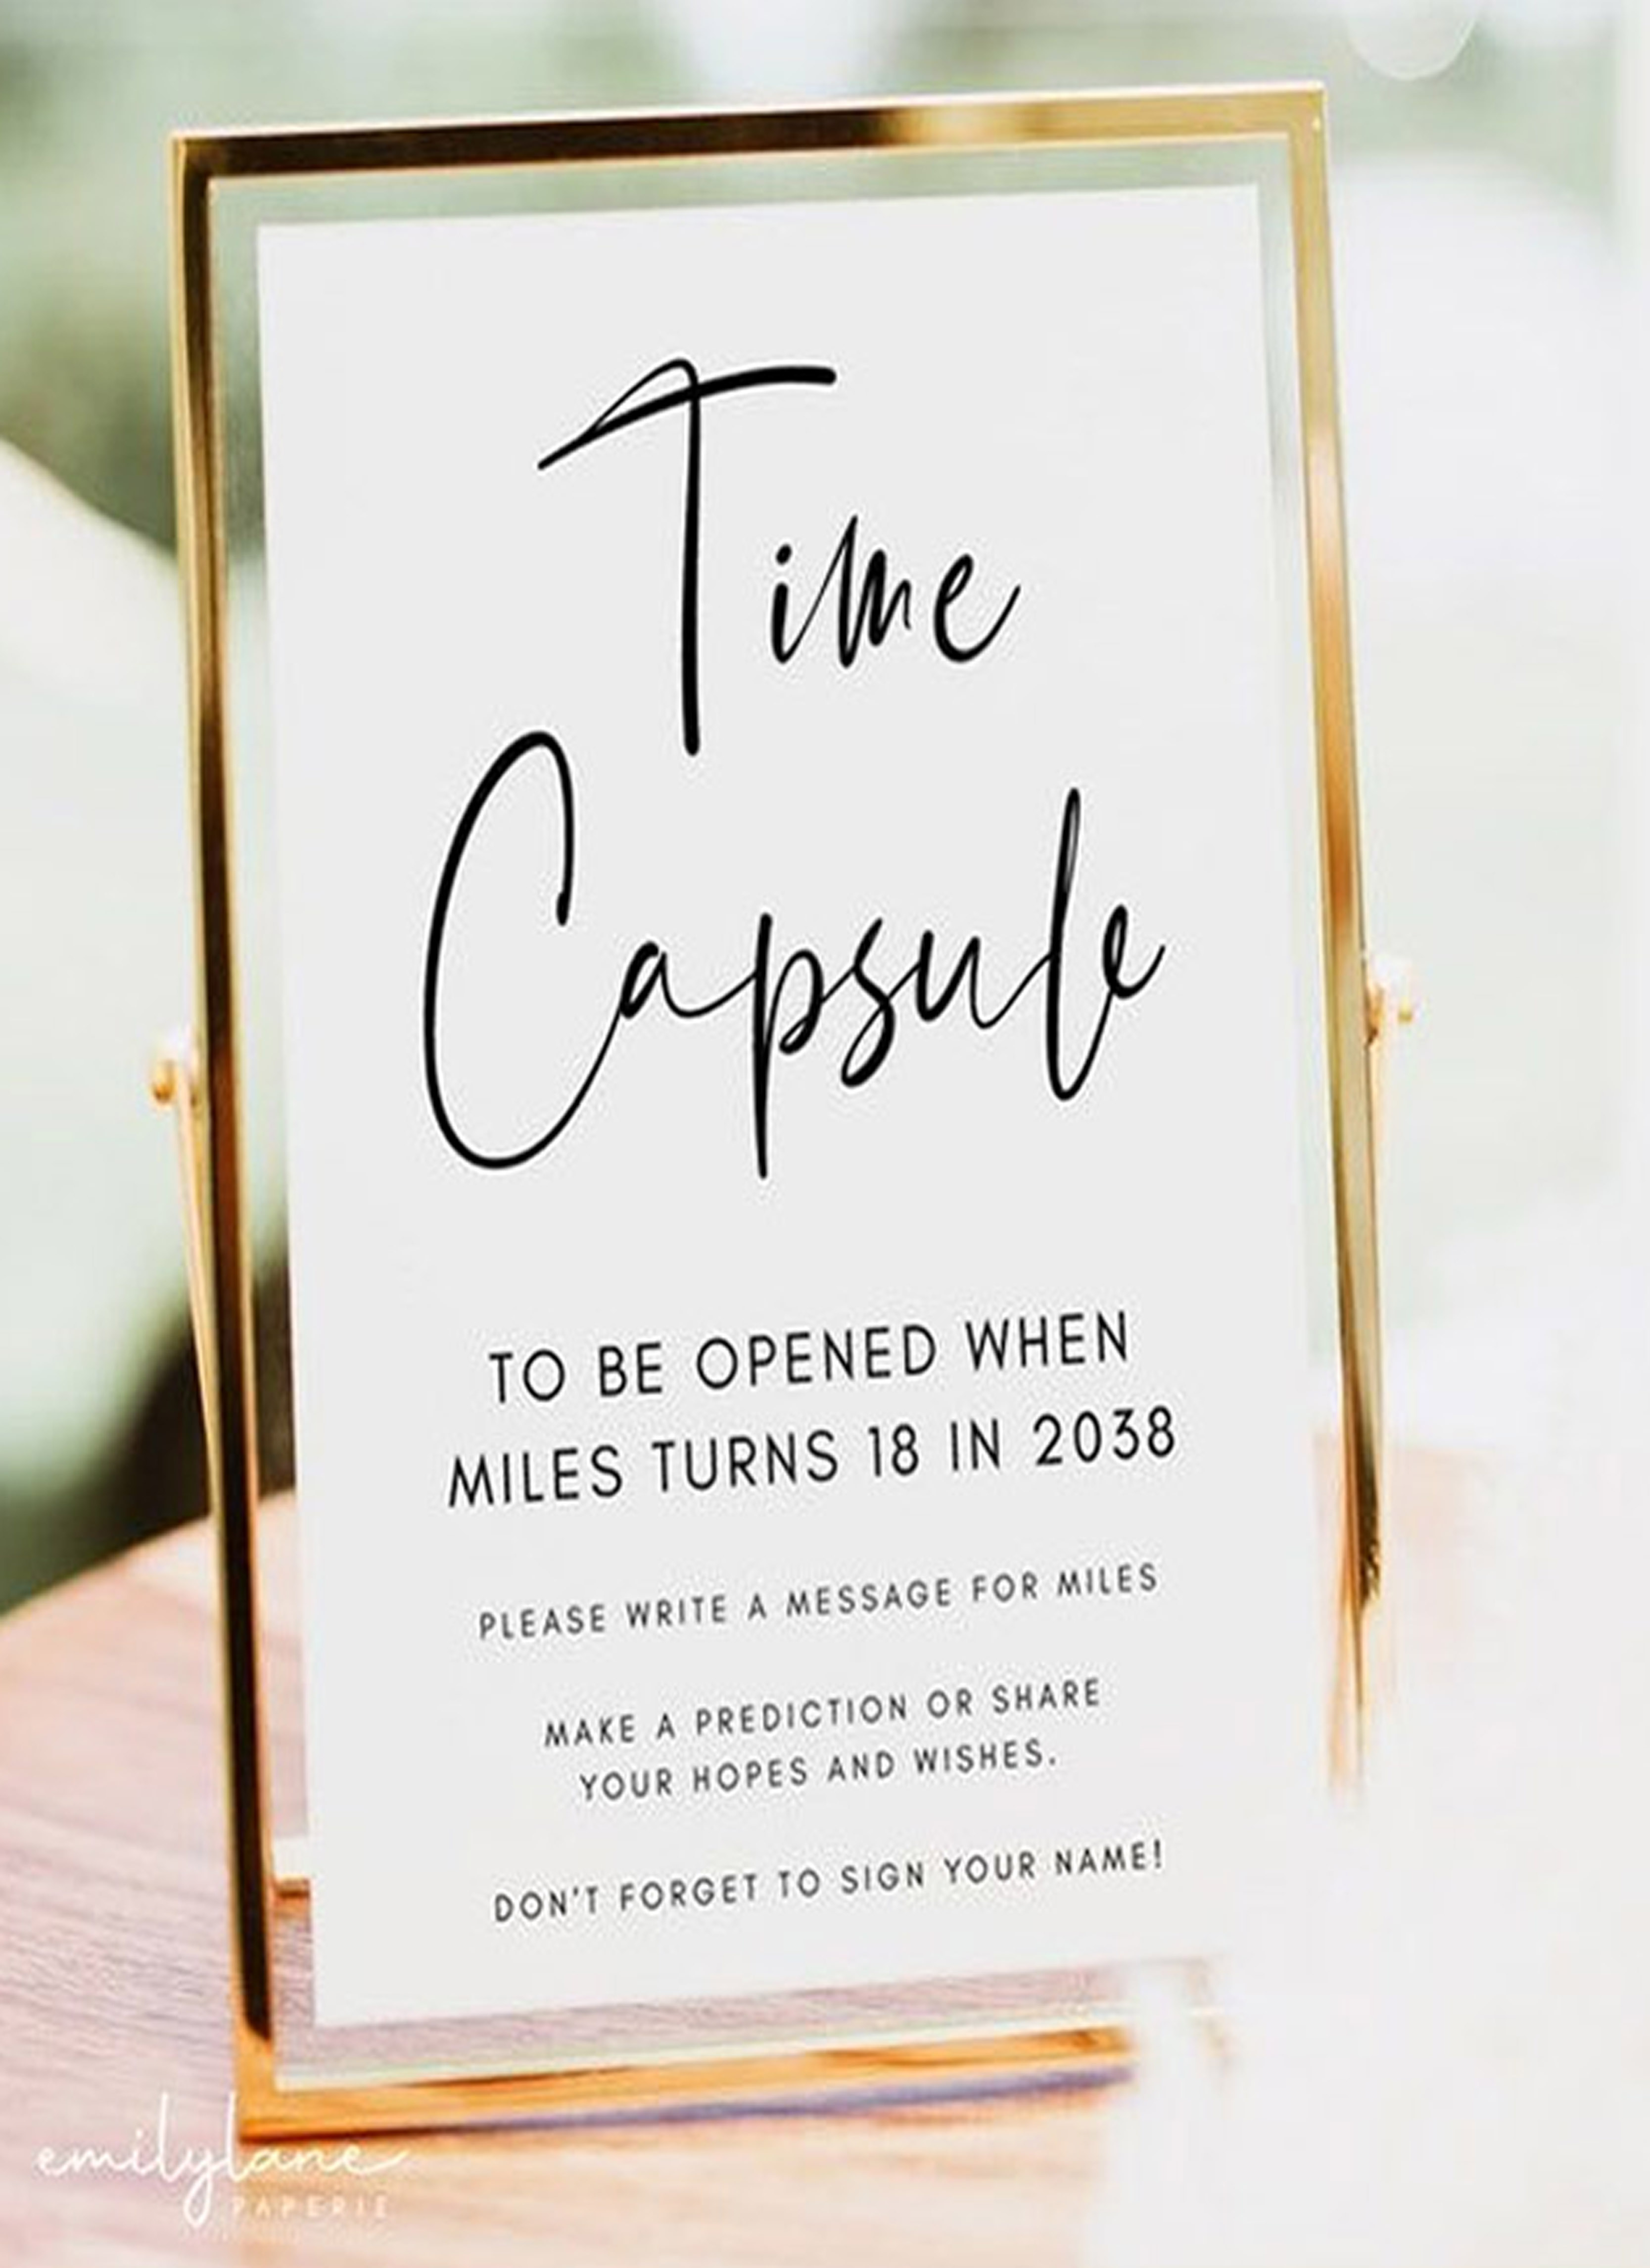 Time
Capsule
TO BE OPENED WHEN
MILES TURNS 18 IN 2038
PLEASE WRITE A MESSAGE FOR MILES
MAKE A PREDICTION OR SHARE
YOUR HOPES AND WISHES.
DON'T FORGET TO SIGN YOUR NAME!
emilylane
PAPERIE